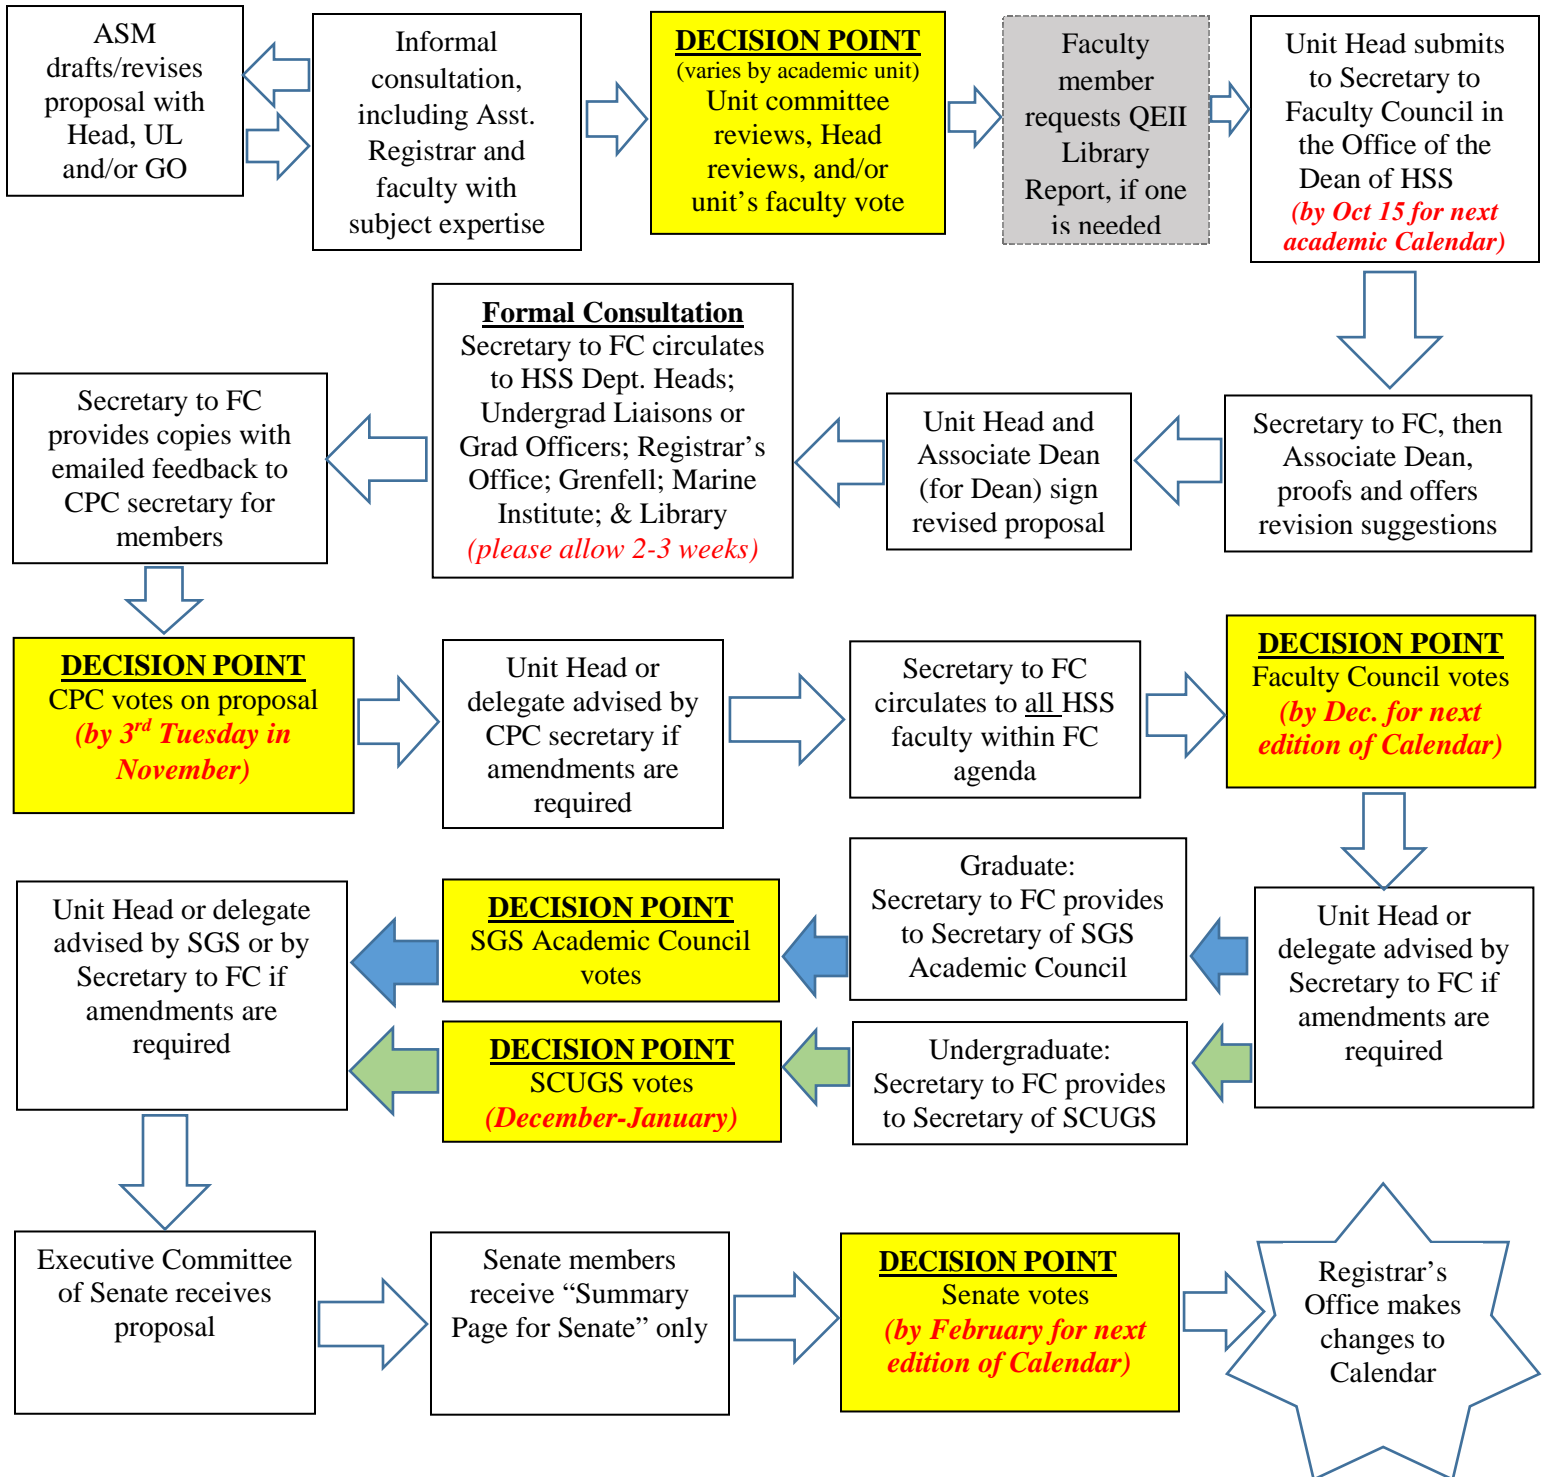 ASM
drafts/revises
proposal with
Head, UL
and/or GO
Informal
consultation,
including Asst.
Registrar and
faculty with
subject expertise
DECISION POINT
(varies by academic unit)
Unit committee
reviews, Head
reviews, and/or
unit's faculty vote
Faculty
member
requests QEII
Library
Report, if one
is needed
Unit Head submits
to Secretary to
Faculty Council in
the Office of the
Dean of HSS
(by Oct 15 for next
academic Calendar)
Secretary to FC, then
Associate Dean,
proofs and offers
revision suggestions
Unit Head and
Associate Dean
(for Dean) sign
revised proposal
Formal Consultation
Secretary to FC circulates
to HSS Dept. Heads;
Undergrad Liaisons or
Grad Officers; Registrar's
Office; Grenfell; Marine
Institute; & Library
(please allow 2-3 weeks)
Secretary to FC
provides copies with
emailed feedback to
CPC secretary for
members
DECISION POINT
CPC votes on proposal
(by 3rd Tuesday in
November)
Unit Head or
delegate advised by
CPC secretary if
amendments are
required
Secretary to FC
circulates to all HSS
faculty within FC
agenda
DECISION POINT
Faculty Council votes
(by Dec. for next
edition of Calendar)
Unit Head or
delegate advised by
Secretary to FC if
amendments are
required
Graduate:
Secretary to FC provides
to Secretary of SGS
Academic Council
DECISION POINT
SGS Academic Council
votes
Undergraduate:
Secretary to FC provides
to Secretary of SCUGS
DECISION POINT
SCUGS votes
(December-January)
Unit Head or delegate
advised by SGS or by
Secretary to FC if
amendments are
required
Executive Committee
of Senate receives
proposal
Senate members
receive “Summary
Page for Senate” only
DECISION POINT
Senate votes
(by February for next
edition of Calendar)
Registrar's
Office makes
changes to
Calendar